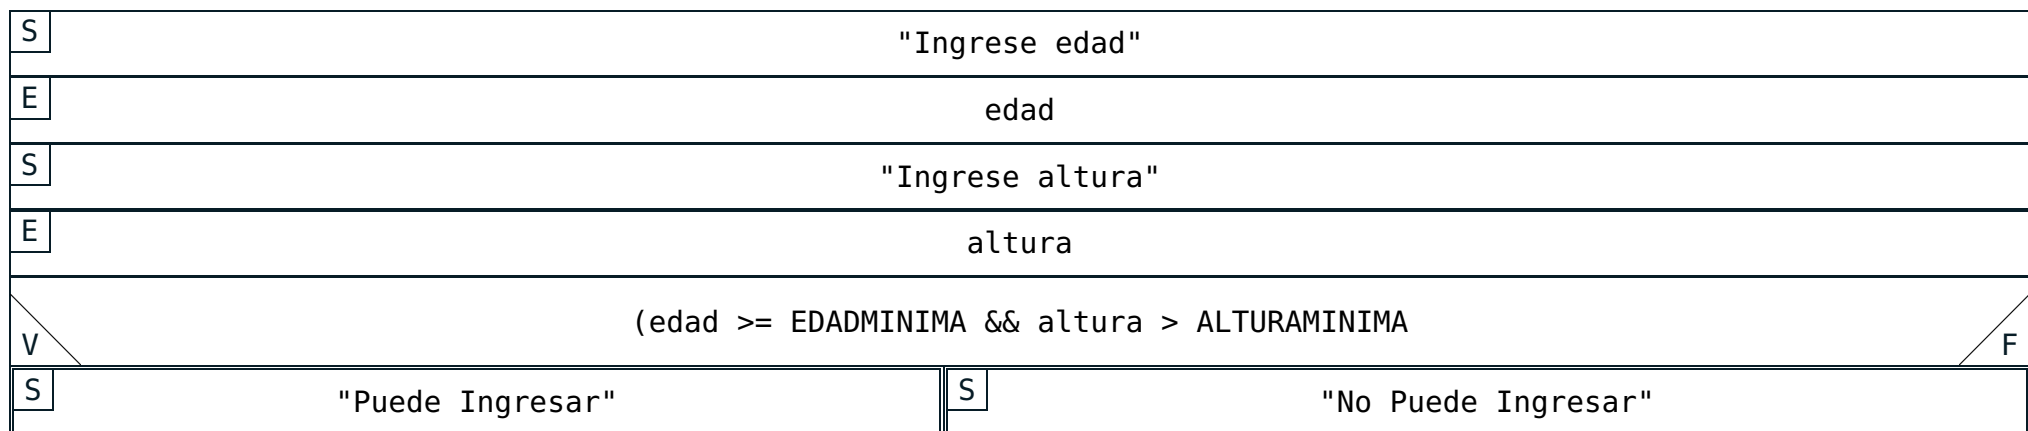 S
"Ingrese edad"
E
edad
S
"Ingrese altura"
E
altura
(edad >= EDADMINIMA && altura > ALTURAMINIMA
V
F
S
"Puede Ingresar"
S
"No Puede Ingresar"